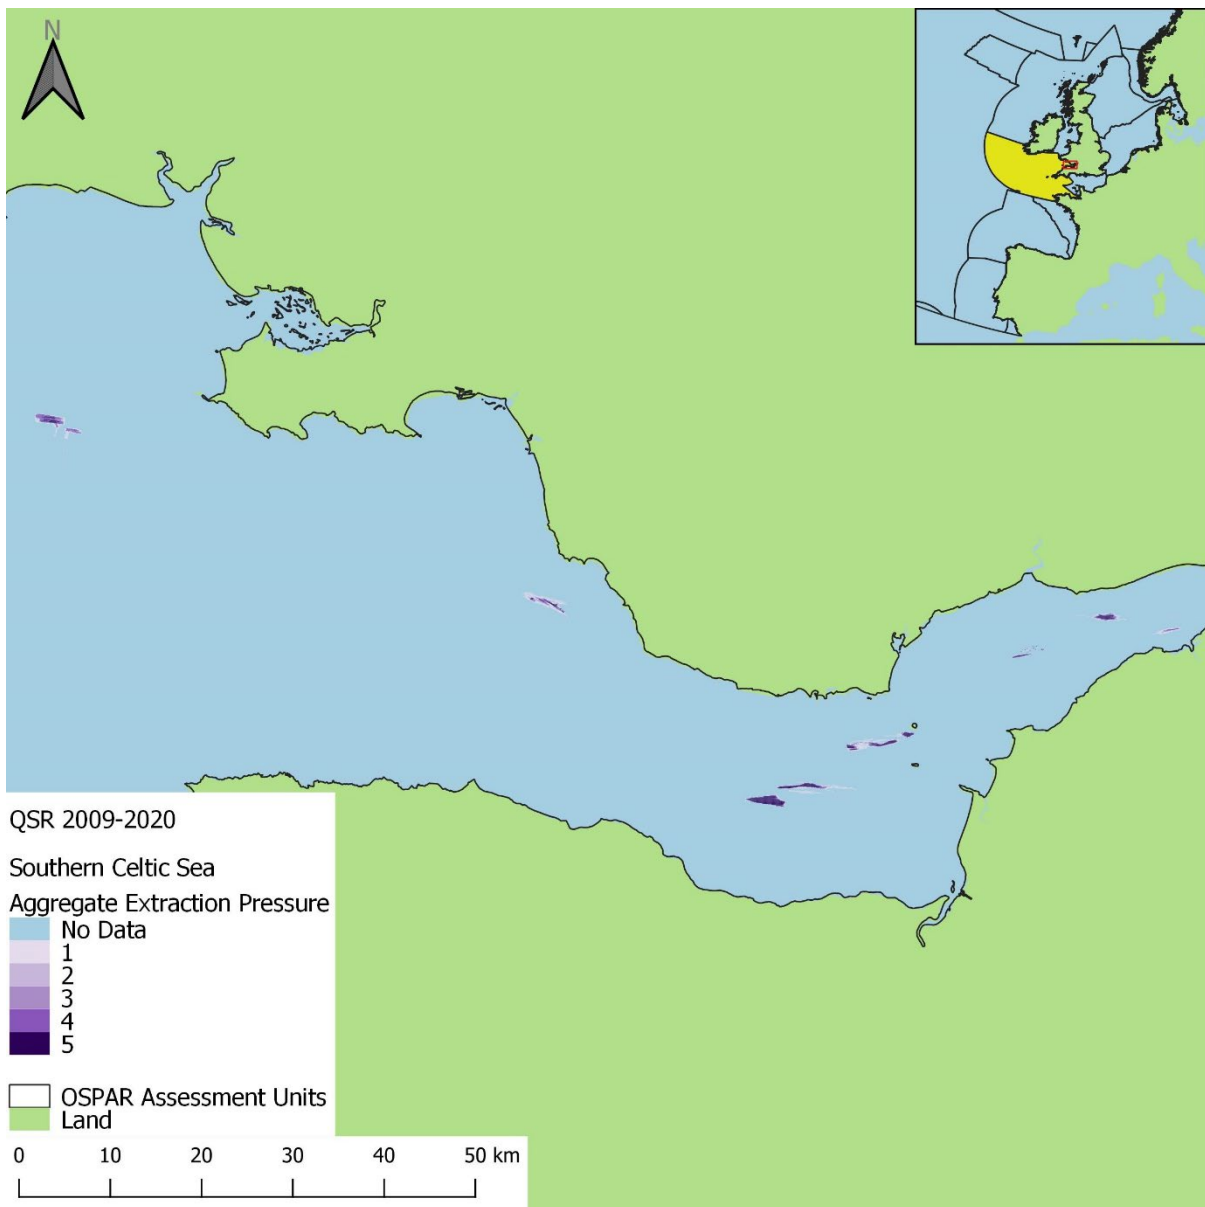 N
QSR 2009-2020
Southern Celtic Sea
Aggregate Extraction Pressure
No Data
1
2
3
4
5
OSPAR Assessment Units
Land
0 10 20 30 40 50 km